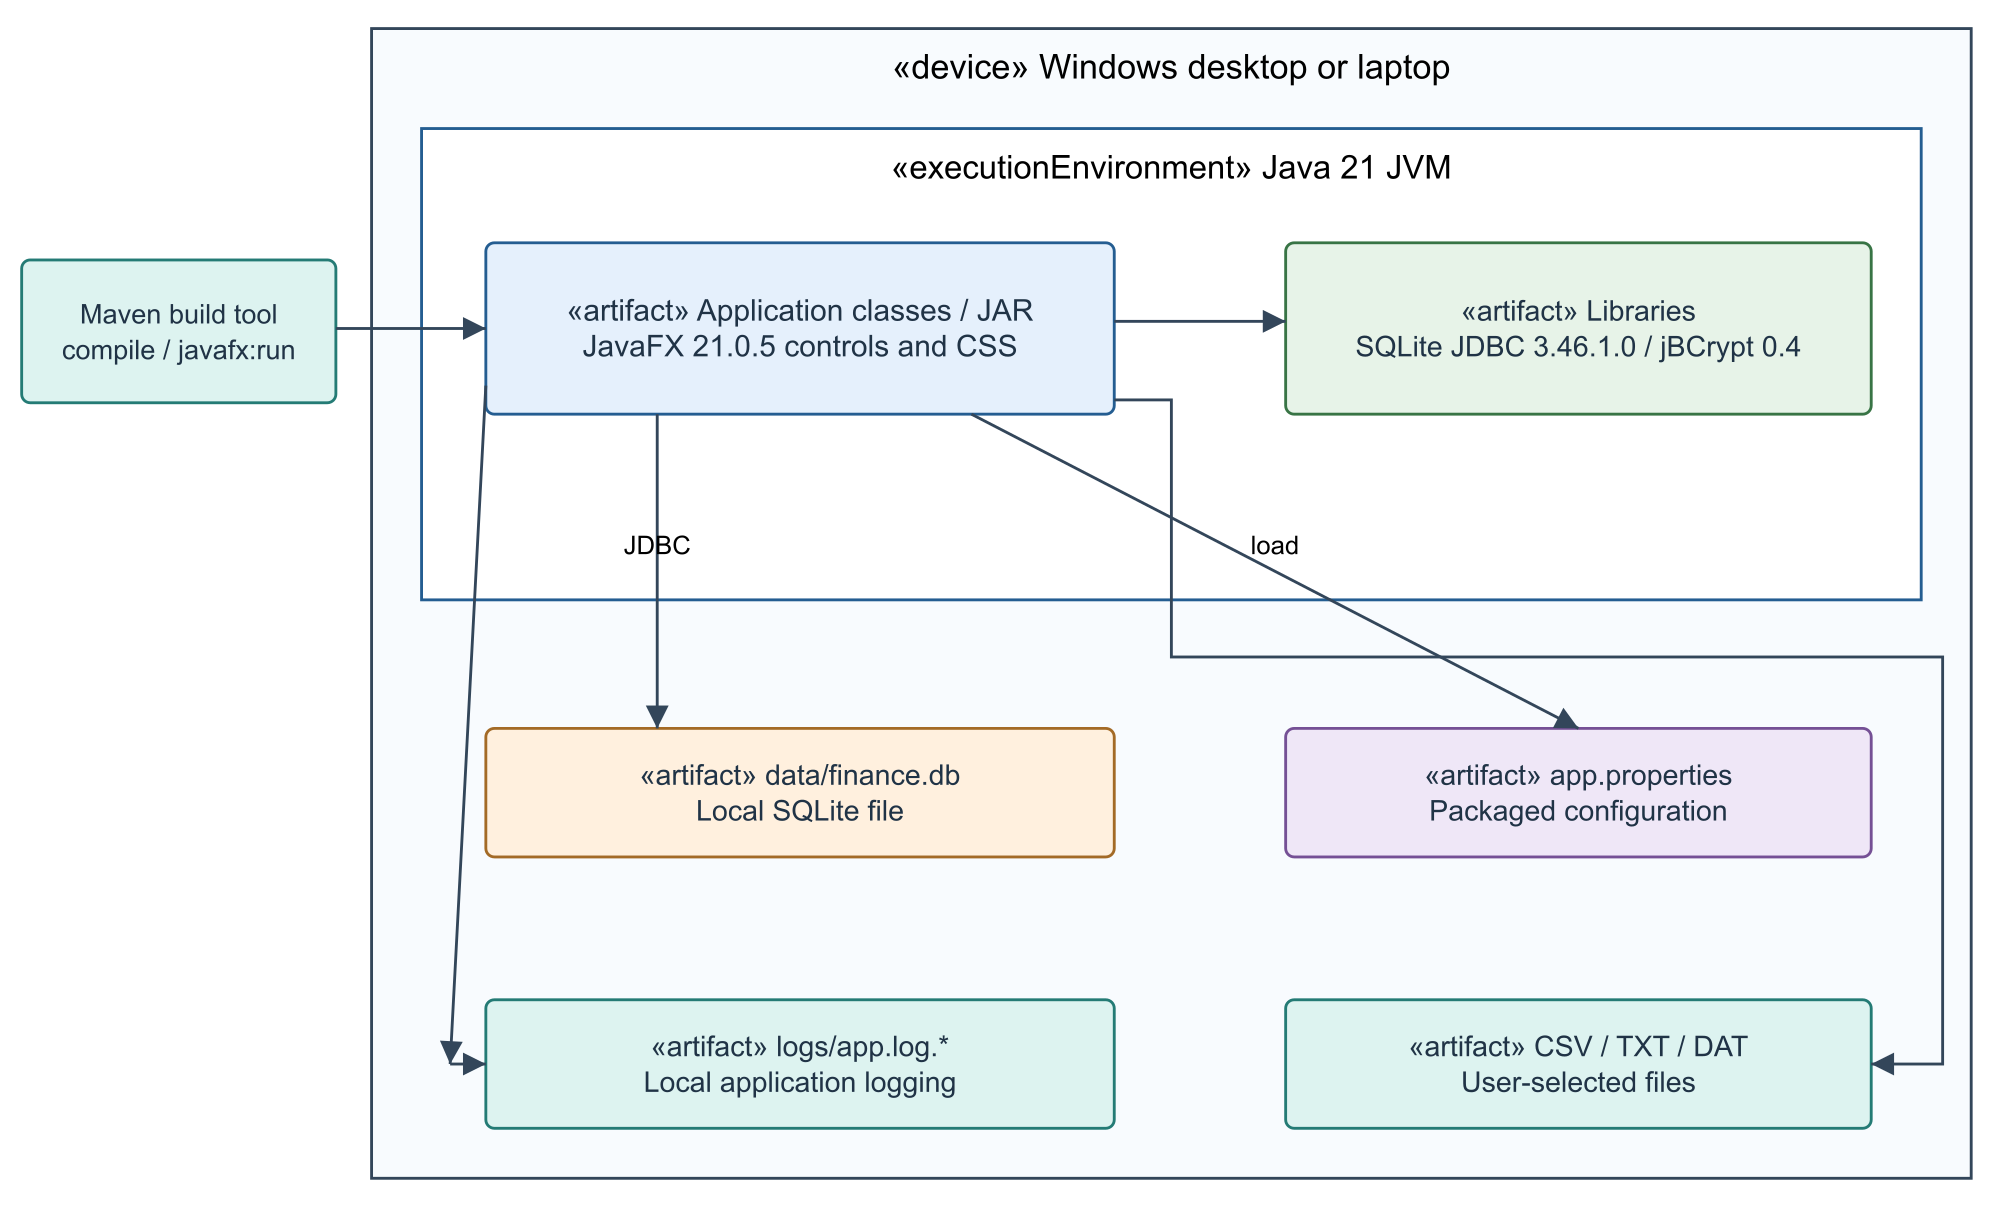 «device» Windows desktop or laptop
«executionEnvironment» Java 21 JVM
Maven build tool
compile / javafx:run
«artifact» Application classes / JAR
JavaFX 21.0.5 controls and CSS
«artifact» Libraries
SQLite JDBC 3.46.1.0 / jBCrypt 0.4
JDBC
load
«artifact» data/finance.db
Local SQLite file
«artifact» app.properties
Packaged configuration
«artifact» logs/app.log.*
Local application logging
«artifact» CSV / TXT / DAT
User-selected files